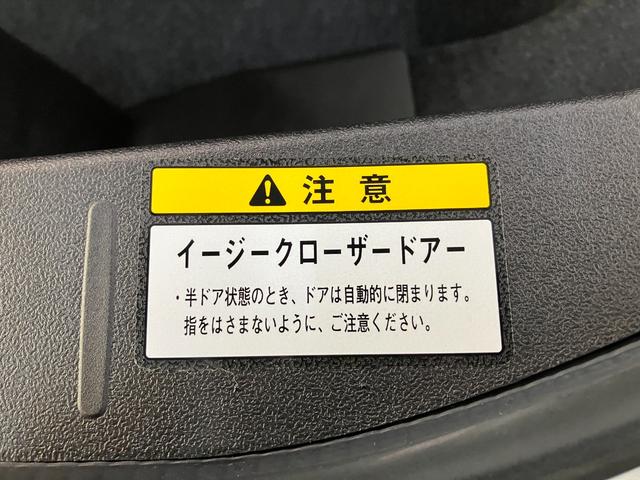 注意
イージークローザードアー
・半ドア状態のとき、ドアは自動的に閉まります。
指をはさまないように、ご注意ください。